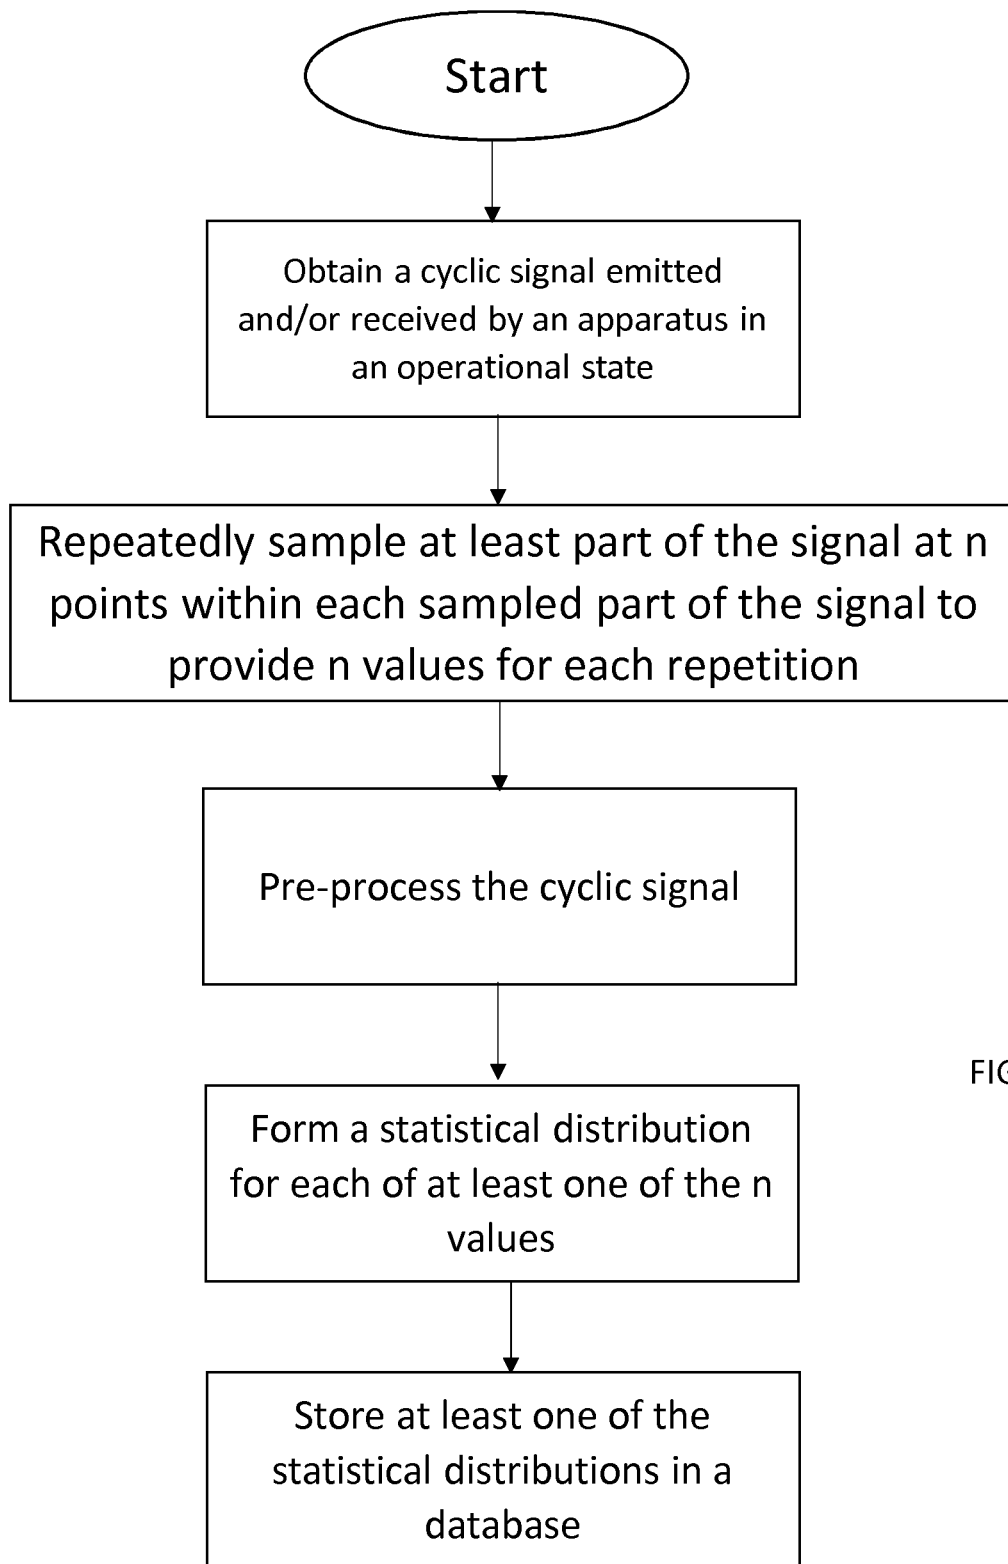 Start
Obtain a cyclic signal emitted
and/or received by an apparatus in
an operational state
Repeatedly sample at least part of the signal at n
points within each sampled part of the signal to
provide n values for each repetition
Pre-process the cyclic signal
FIG
Form a statistical distribution
for each of at least one of the n
values
Store at least one of the
statistical distributions in a
database